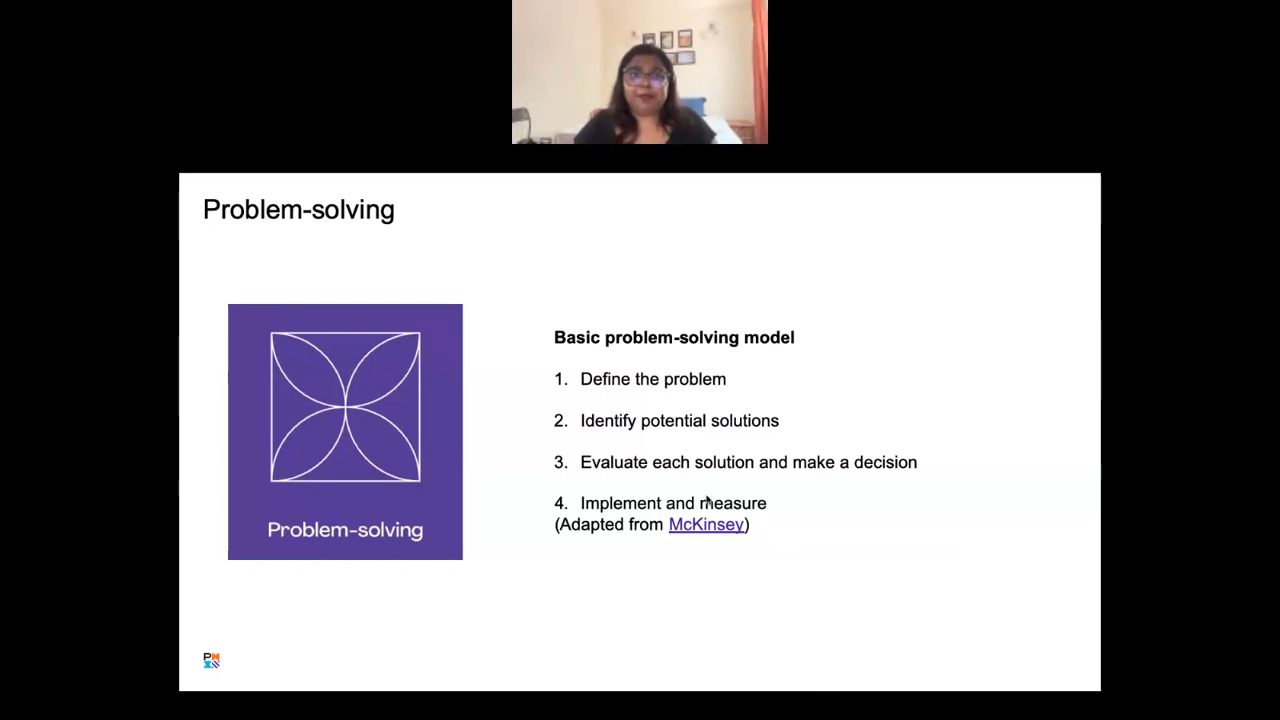 Problem-solving
Problem-solving
Basic problem-solving model
1. Define the problem
2. Identify potential solutions
3. Evaluate each solution and make a decision
4. Implement and measure
(Adapted from McKinsey)